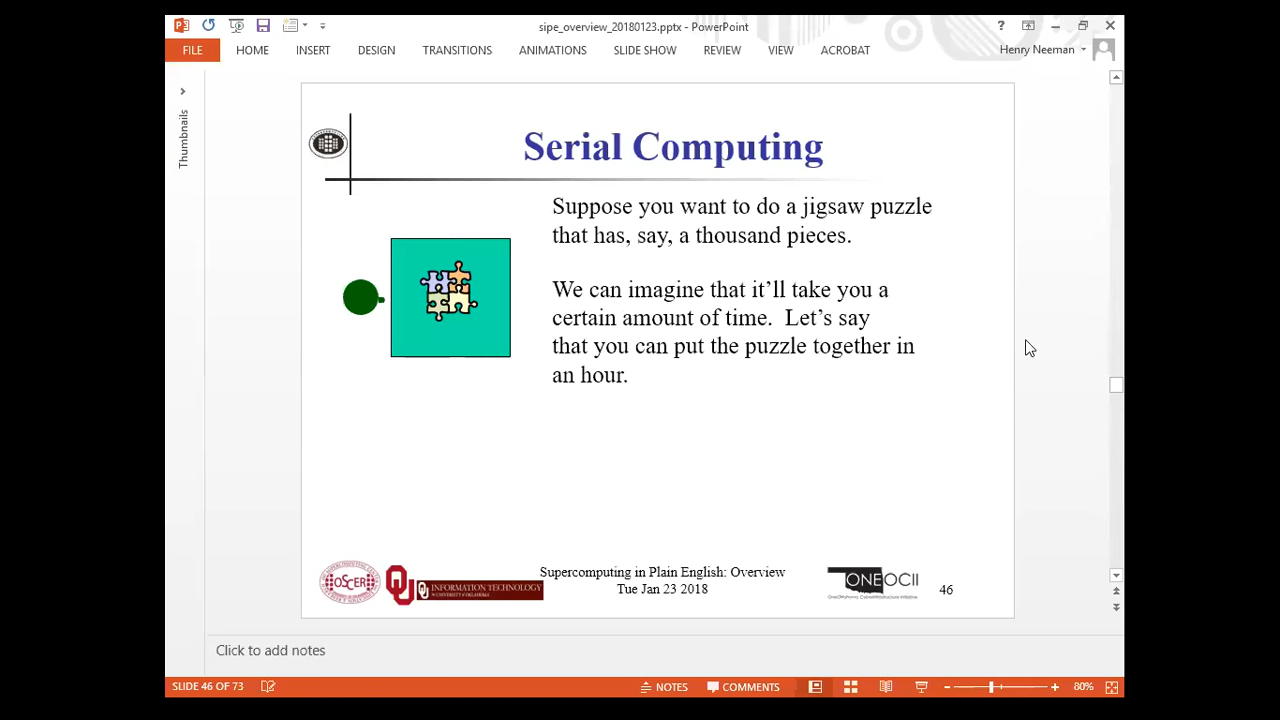 sipe_overview_20180123.pptx - PowerPoint
?
FILE HOME INSERT DESIGN TRANSITIONS ANIMATIONS SLIDE SHOW REVIEW VIEW ACROBAT
Henry Neeman
Thumbnails
Serial Computing
Suppose you want to do a jigsaw puzzle
that has, say, a thousand pieces.
We can imagine that it’ll take you a
certain amount of time.  Let’s say
that you can put the puzzle together in
an hour.
OSCER
INFORMATION TECHNOLOGY
Supercomputing in Plain English: Overview
Tue Jan 23 2018
ONEOCII
46
Click to add notes
SLIDE 46 OF 73
NOTES
COMMENTS
80%